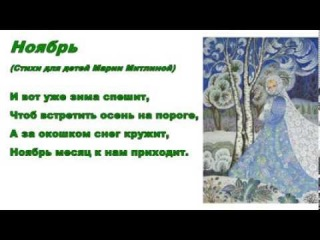 Ноябрь
(Стихи для детей Марии Митлиной)
И вот уже зима спешит,
Чтоб встретить осень на пороге,
А за окошком снег кружит,
Ноябрь месяц к нам приходит.